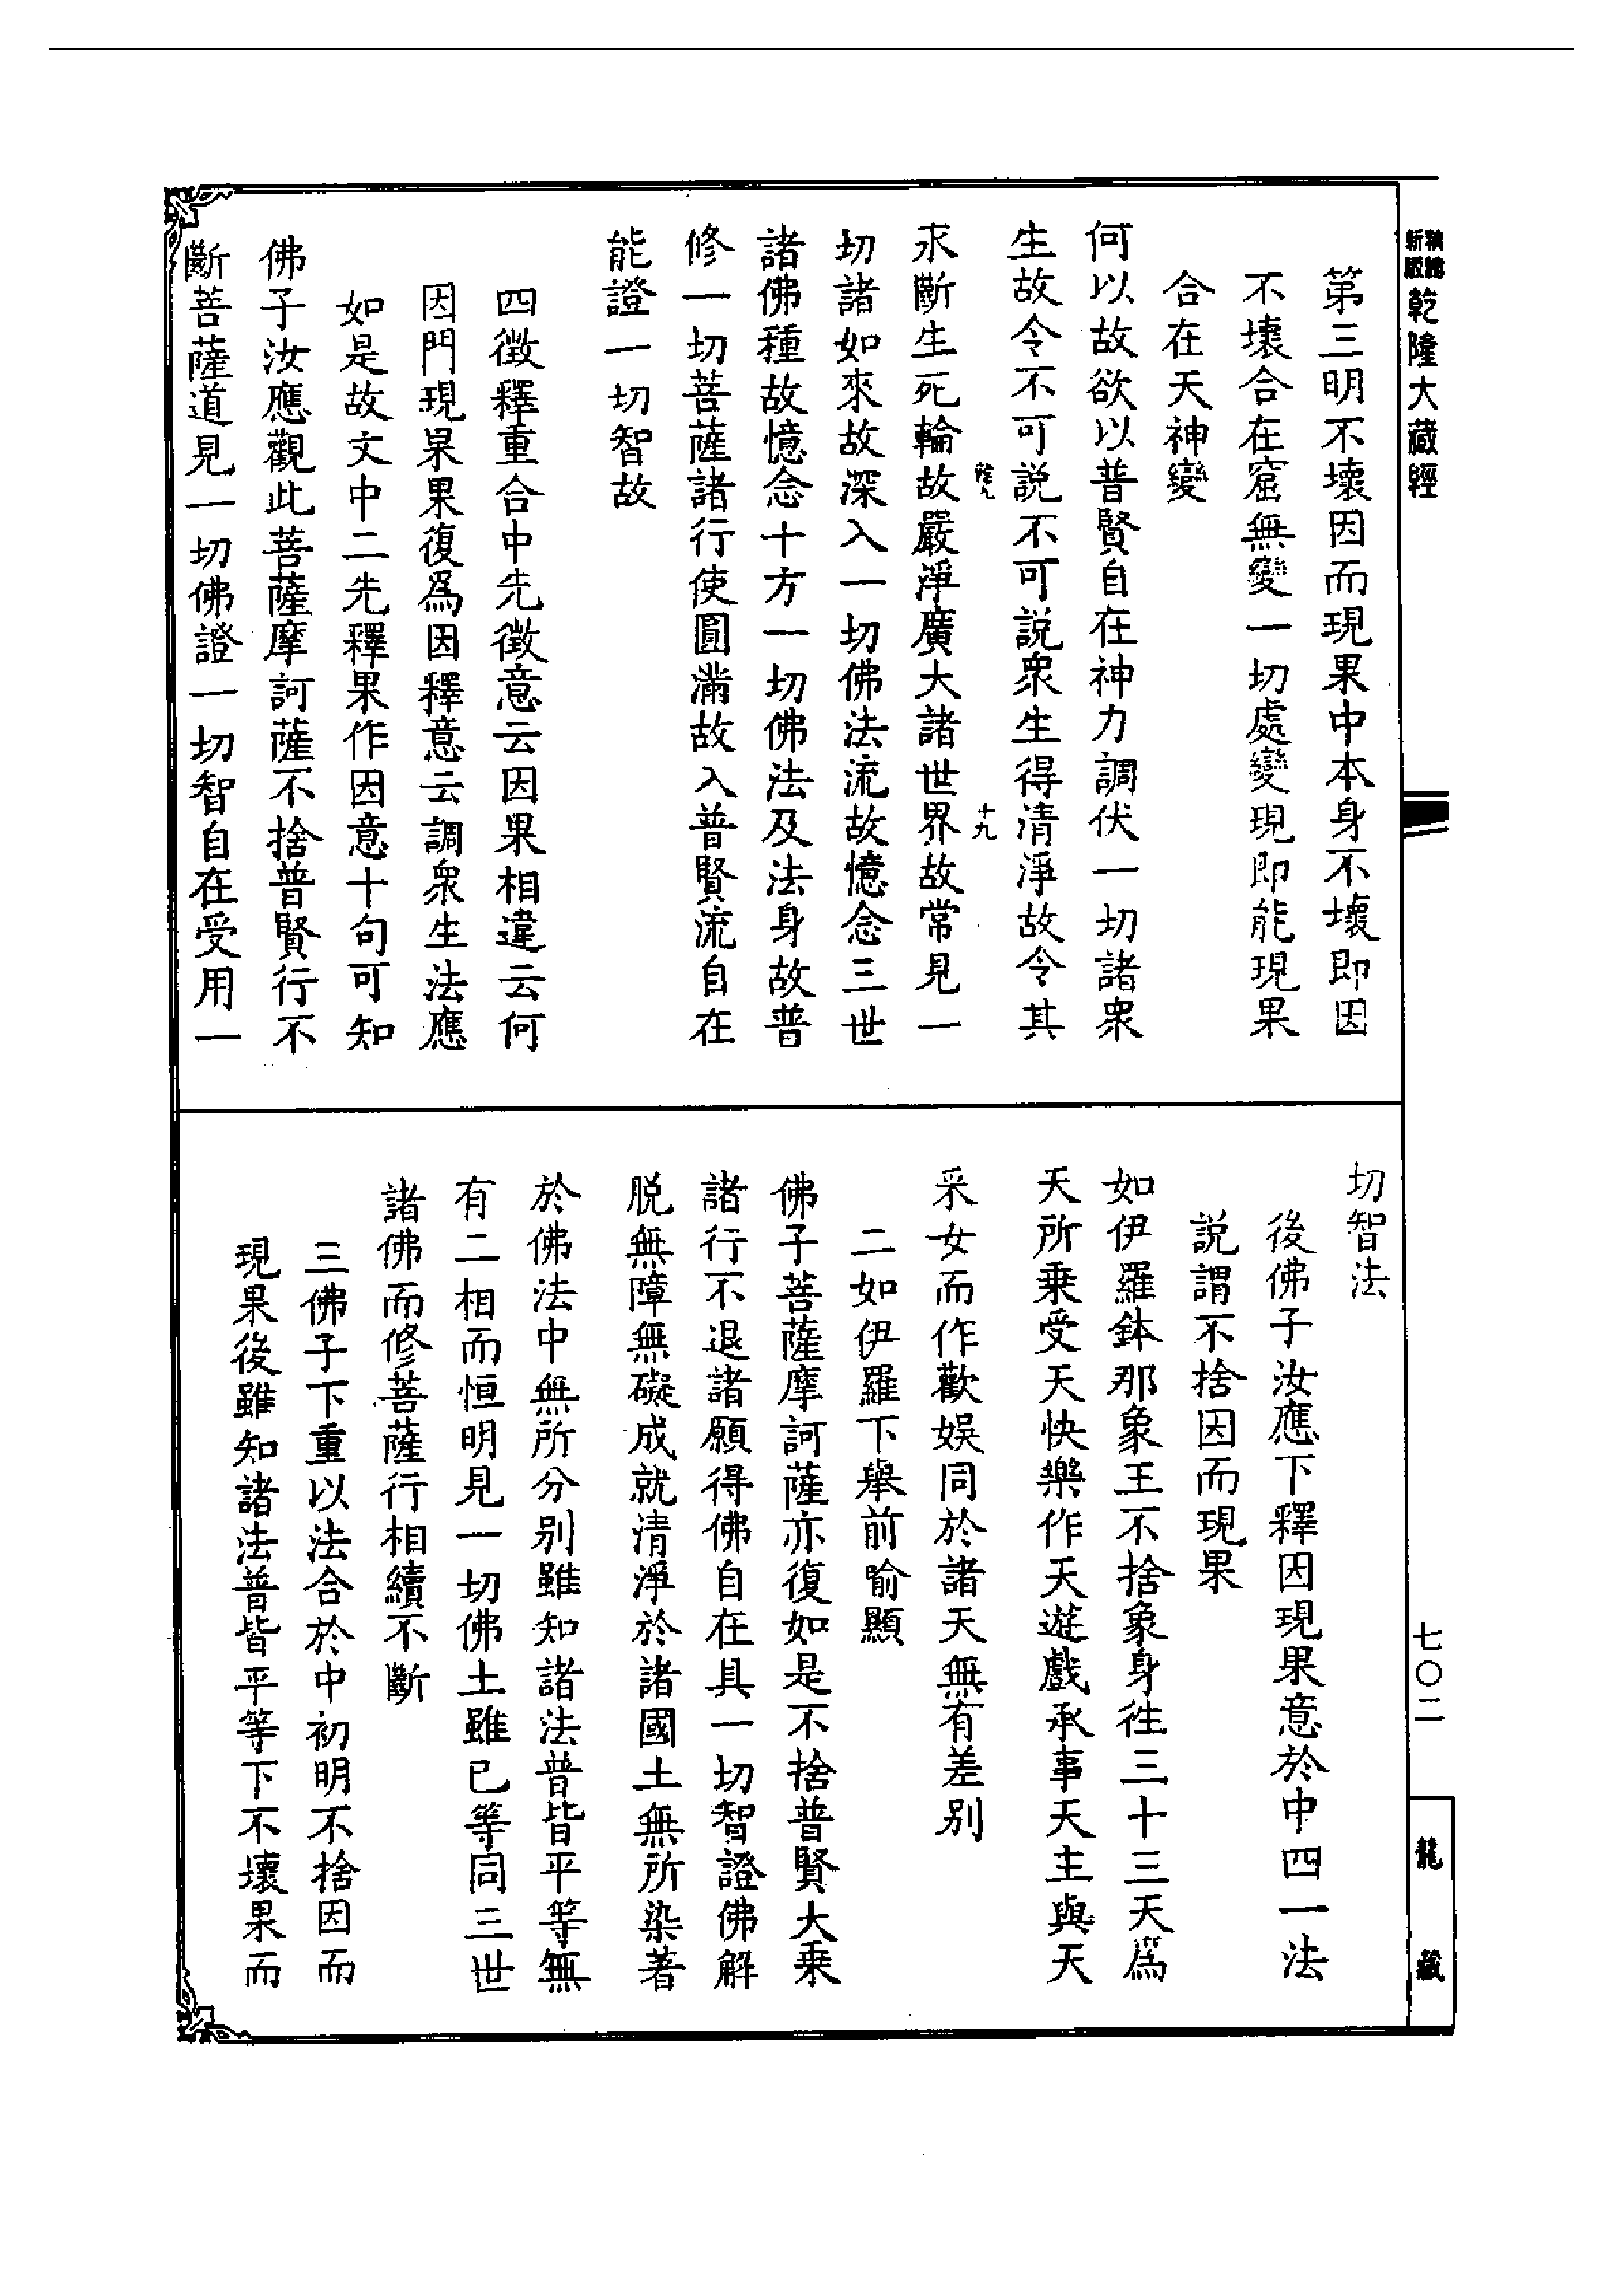 新版
乾隆大藏經
第三明不壞因而現果中本身不壞即因
不壞合在窟無變一切處變現即能現果
合在天神變
何以故欲以普賢自在神力調伏一切諸衆
生故令不可說不可說衆生得清淨故令其
永斷生死輪故嚴淨廣大諸世界故常見一
十九
切諸如來故深入一切佛法流故憶念三世
諸佛種故憶念十方一切佛法及法身故普
修一切菩薩諸行使圓滿故入普賢流自在
能證一切智故
四徵釋重合中先徵意云因果相違云何
因門現果果復爲因釋意云調衆生法應
如是故文中二先釋果作因意十句可知
佛子汝應觀此菩薩摩訶薩不捨普賢行不
斷菩薩道見一切佛證一切智自在受用一
切智法
後佛子汝應下釋因現果意於中四一法
說謂不捨因而現果
如伊羅鉢那象王不捨象身往三十三天爲
天所乘受天快樂作天遊戲承事天主與天
采女而作歡娛同於諸天無有差別
二如伊羅下舉前喻顯
佛子菩薩摩訶薩亦復如是不捨普賢大乘
諸行不退諸願得佛自在具一切智證佛解
脫無障無礙成就清淨於諸國土無所染著
於佛法中無所分別雖知諸法普皆平等無
有二相而恒明見一切佛土雖已等同三世
諸佛而修菩薩行相續不斷
三佛子下重以法合於中初明不捨因而
現果後雖知諸法普皆平等下不壞果而
七〇二
龍藏